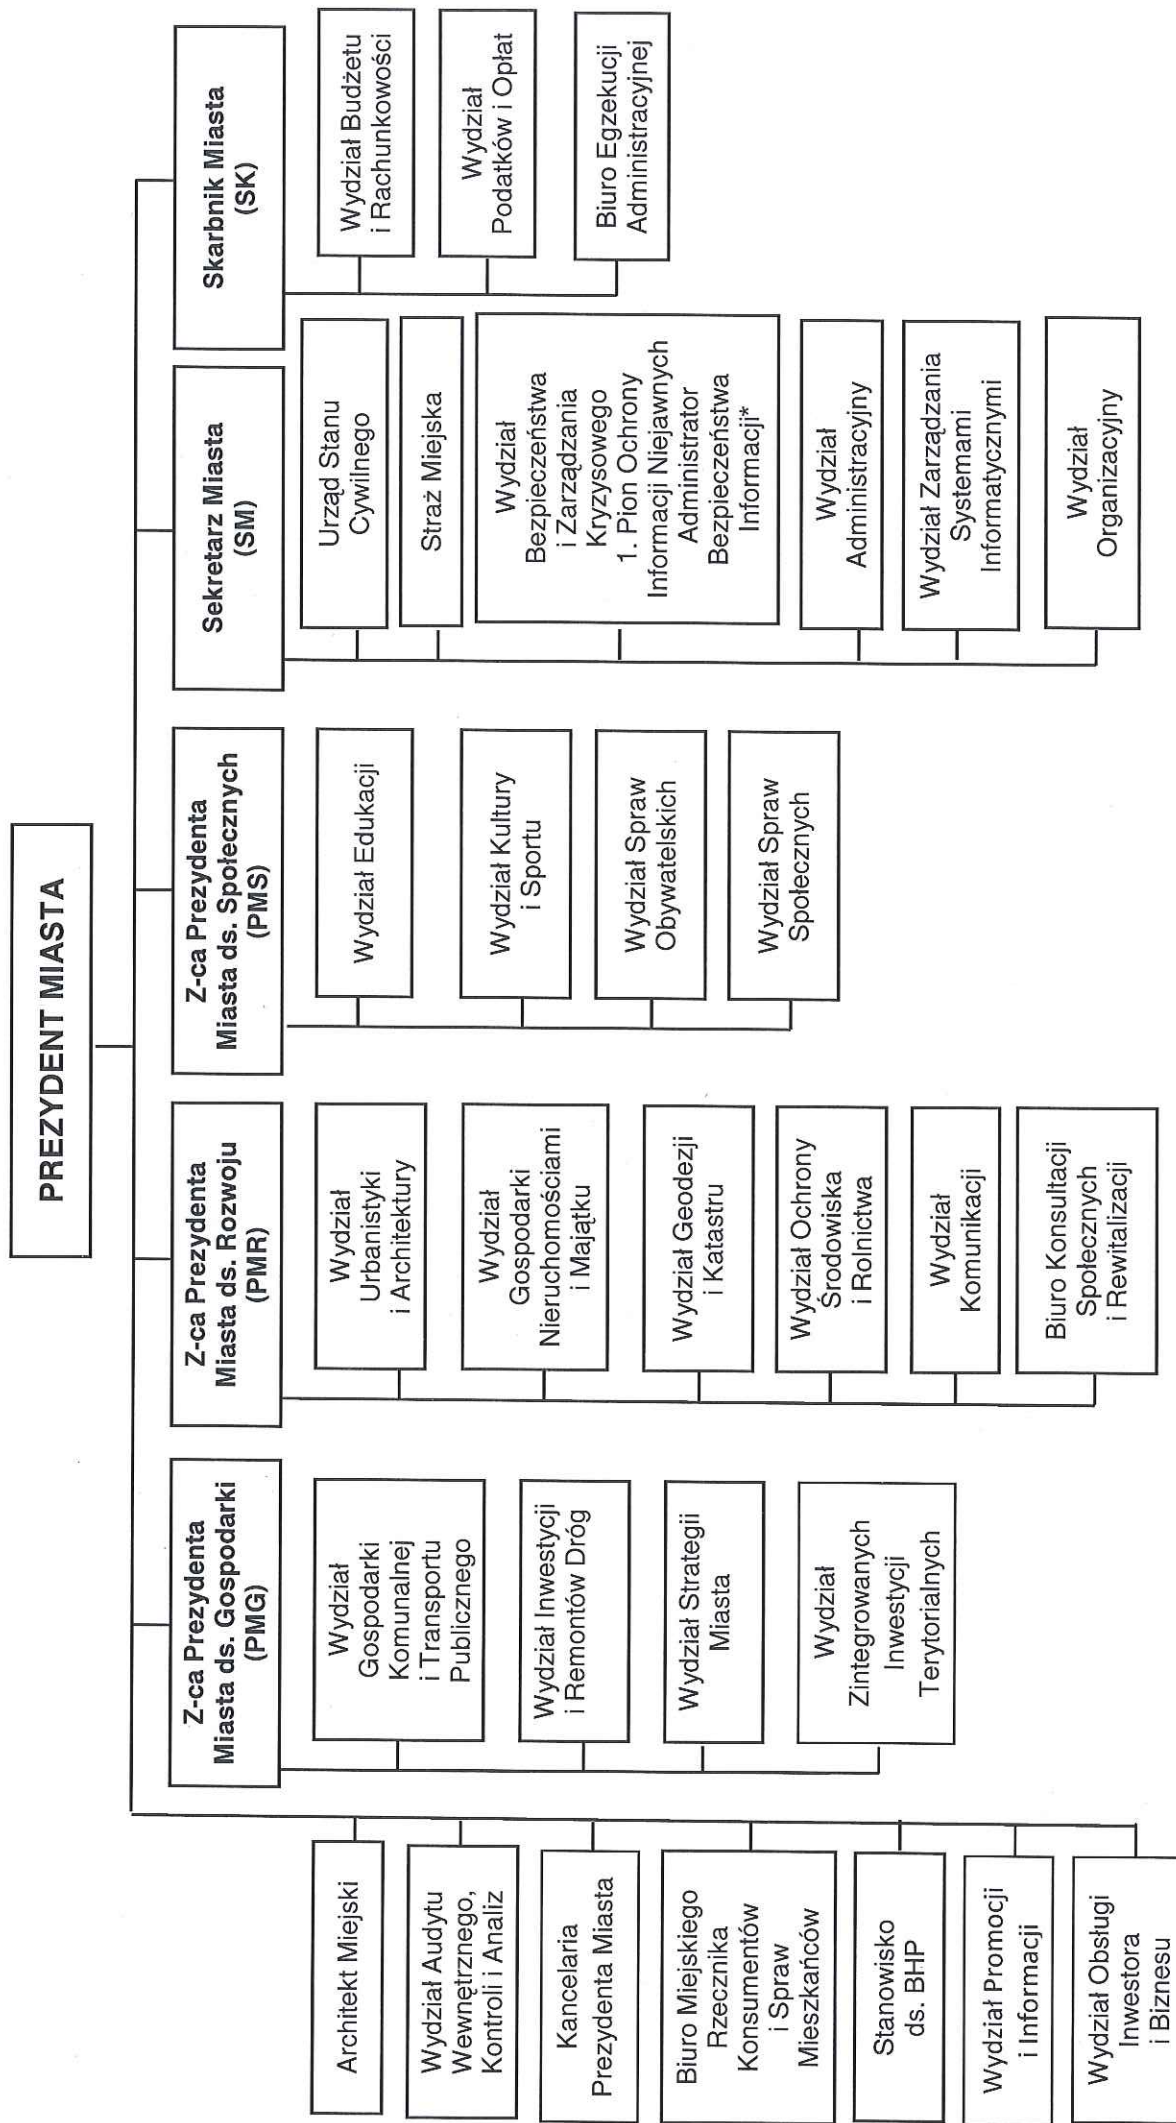 PREZYDENT MIASTA
Z-ca Prezydenta
Miasta ds. Gospodarki
(PMG)
Z-ca Prezydenta
Miasta ds. Rozwoju
(PMR)
Z-ca Prezydenta
Miasta ds. Społecznych
(PMS)
Sekretarz Miasta
(SM)
Skarbnik Miasta
(SK)
Architekt Miejski
Wydział Audytu
Wewnętrznego,
Kontroli i Analiz
Kancelaria
Prezydenta Miasta
Biuro Miejskiego
Rzecznika
Konsumentów
i Spraw
Mieszkańców
Stanowisko
ds. BHP
Wydział Promocji
i Informacji
Wydział Obsługi
Inwestora
i Biznesu
Wydział
Gospodarki
Komunalnej
i Transportu
Publicznego
Wydział Inwestycji
i Remontów Dróg
Wydział Strategii
Miasta
Wydział
Zintegrowanych
Inwestycji
Terytorialnych
Wydział
Urbanistyki
i Architektury
Wydział
Gospodarki
Nieruchomościami
i Majątku
Wydział Geodezji
i Katastru
Wydział Ochrony
Środowiska
i Rolnictwa
Wydział
Komunikacji
Biuro Konsultacji
Społecznych
i Rewitalizacji
Wydział Edukacji
Wydział Kultury
i Sportu
Wydział Spraw
Obywatelskich
Wydział Spraw
Społecznych
Urząd Stanu
Cywilnego
Straż Miejska
Wydział
Bezpieczeństwa
i Zarządzania
Kryzysowego
1. Pion Ochrony
Informacji Niejawnych
Administrator
Bezpieczeństwa
Informacji*
Wydział
Administracyjny
Wydział Zarządzania
Systemami
Informatycznymi
Wydział
Organizacyjny
Wydział Budżetu
i Rachunkowości
Wydział
Podatków i Opłat
Biuro Egzekucji
Administracyjnej